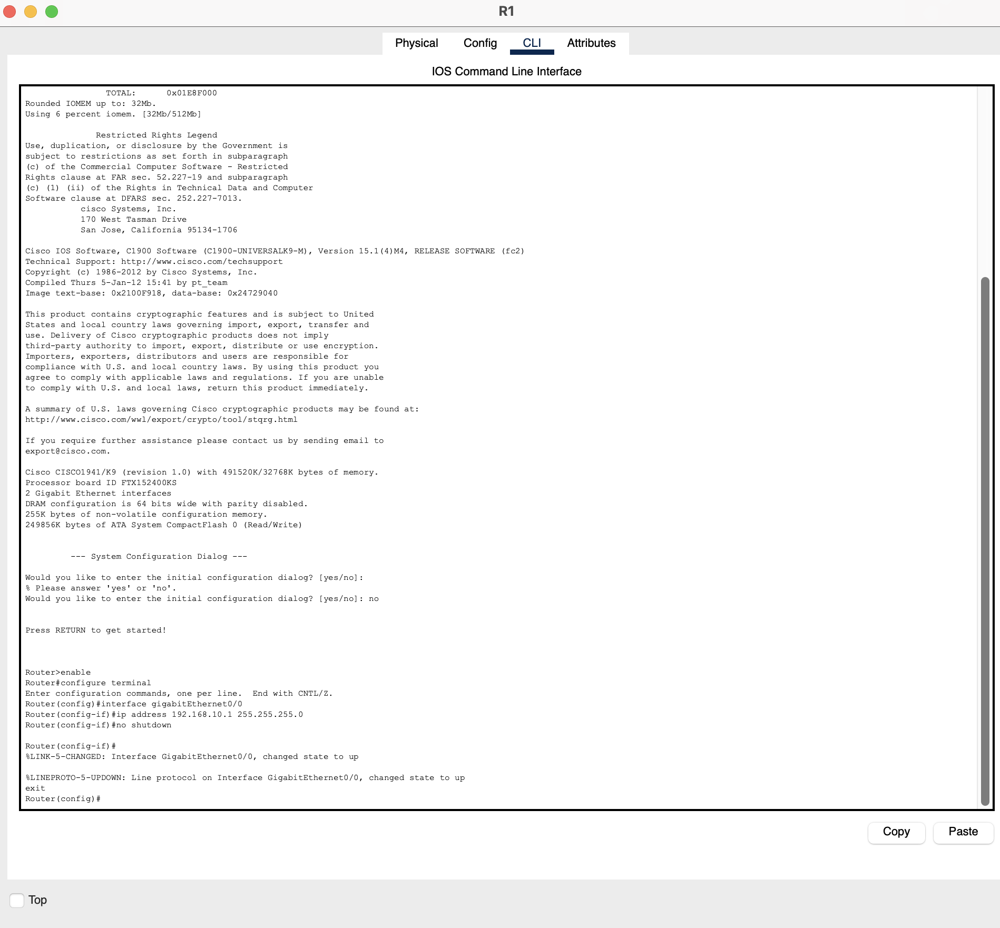 R1
Physical Config CLI Attributes
IOS Command Line Interface
TOTAL: 0x01E8F000
Rounded IOMEM up to: 32Mb.
Using 6 percent iomem. [32Mb/512Mb]
Restricted Rights Legend
Use, duplication, or disclosure by the Government is
subject to restrictions as set forth in subparagraph
(c) of the Commercial Computer Software - Restricted
Rights clause at FAR sec. 52.227-19 and subparagraph
(c) (1) (ii) of the Rights in Technical Data and Computer
Software clause at DFARS sec. 252.227-7013.
cisco Systems, Inc.
170 West Tasman Drive
San Jose, California 95134-1706
Cisco IOS Software, C1900 Software (C1900-UNIVERSALK9-M), Version 15.1(4)M4, RELEASE SOFTWARE (fc2)
Technical Support: http://www.cisco.com/techsupport
Copyright (c) 1986-2012 by Cisco Systems, Inc.
Compiled Thurs 5-Jan-12 15:41 by pt_team
Image text-base: 0x2100F918, data-base: 0x24729040
This product contains cryptographic features and is subject to United
States and local country laws governing import, export, transfer and
use. Delivery of Cisco cryptographic products does not imply
third-party authority to import, export, distribute or use encryption.
Importers, exporters, distributors and users are responsible for
compliance with U.S. and local country laws. By using this product you
agree to comply with applicable laws and regulations. If you are unable
to comply with U.S. and local laws, return this product immediately.
A summary of U.S. laws governing Cisco cryptographic products may be found at:
http://www.cisco.com/wwl/export/crypto/tool/stqrg.html
If you require further assistance please contact us by sending email to
export@cisco.com.
Cisco CISCO1941/K9 (revision 1.0) with 491520K/32768K bytes of memory.
Processor board ID FTX152400KS
2 Gigabit Ethernet interfaces
DRAM configuration is 64 bits wide with parity disabled.
255K bytes of non-volatile configuration memory.
249856K bytes of ATA System CompactFlash 0 (Read/Write)
--- System Configuration Dialog ---
Would you like to enter the initial configuration dialog? [yes/no]:
% Please answer 'yes' or 'no'.
Would you like to enter the initial configuration dialog? [yes/no]: no
Press RETURN to get started!
Router>enable
Router#configure terminal
Enter configuration commands, one per line. End with CNTL/Z.
Router(config)#interface gigabitEthernet0/0
Router(config-if)#ip address 192.168.10.1 255.255.255.0
Router(config-if)#no shutdown
Router(config-if)#
%LINK-5-CHANGED: Interface GigabitEthernet0/0, changed state to up
%LINEPROTO-5-UPDOWN: Line protocol on Interface GigabitEthernet0/0, changed state to up
exit
Router(config)#
Copy Paste
Top